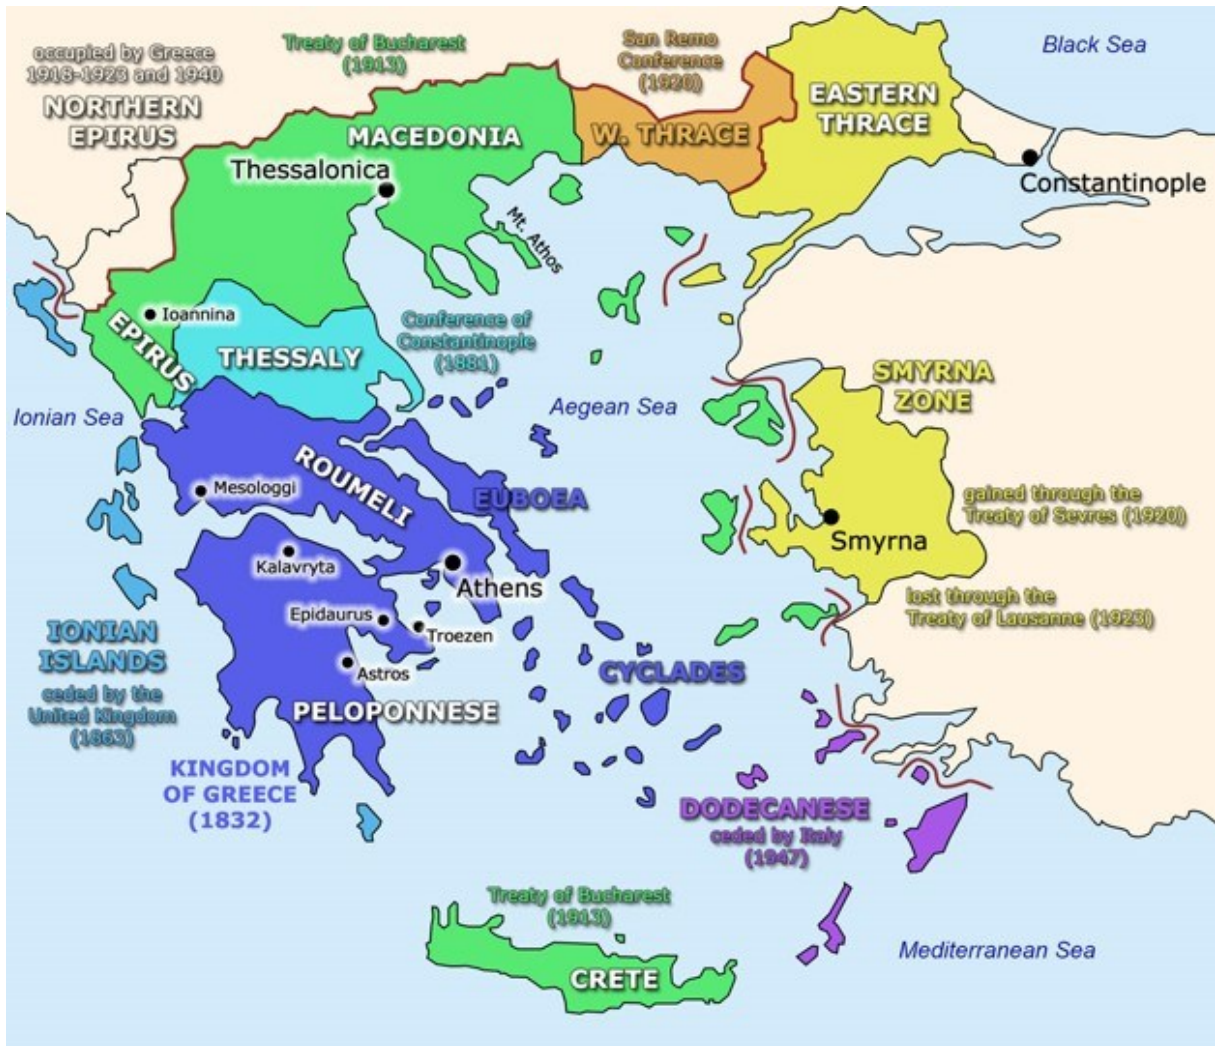 occupied by Greece
1918-1923 and 1940
NORTHERN
EPIRUS
Treaty of Bucharest
(1913)
San Remo
Conference
(1920)
Black Sea
EASTERN
THRACE
MACEDONIA
W. THRACE
Thessalonica
Constantinople
Mt. Athos
Ioannina
EPIRUS
THESSALY
Conference of
Constantinople
(1881)
SMYRNA
ZONE
Ionian Sea
Aegean Sea
ROUMELI
Mesologgi
EUBOEA
gained through the
Treaty of Sevres (1920)
Smyrna
Kalavryta
Athens
lost through the
Treaty of Lausanne (1923)
Epidaurus
Troezen
IONIAN
ISLANDS
ceded by the
United Kingdom
(1863)
Astros
CYCLADES
PELOPONNESE
KINGDOM
OF GREECE
(1832)
DODECANESE
ceded by Italy
(1947)
Treaty of Bucharest
(1913)
Mediterranean Sea
CRETE